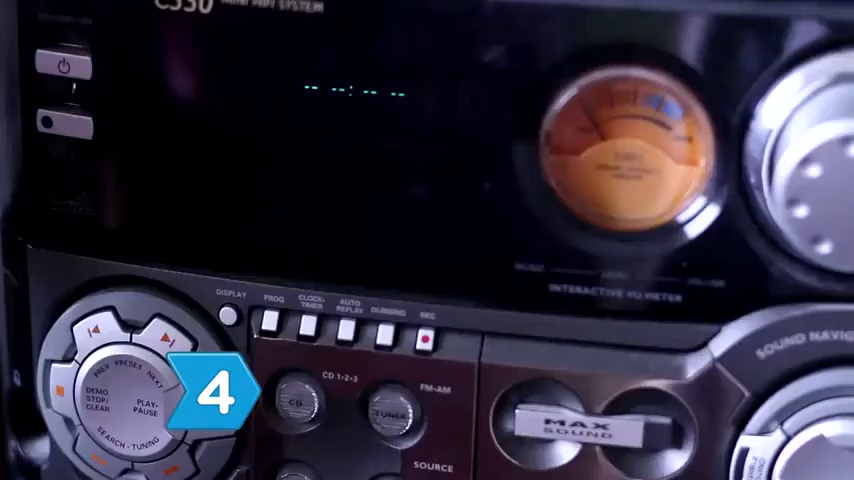 C530 MINI HIFI SYSTEM
-- --:-- --
INTERACTIVE VU METER
DISPLAY
PROG
CLOCK·
TIMER
AUTO
REPLAY
DUBBING
REC
SOUND NAVIG
PREV PRESET NEXT
DEMO
STOP/
CLEAR
PLAY·
PAUSE
SEARCH · TUNING
4
CD 1·2·3
CD
FM·AM
TUNER
MAX
SOUND
SOURCE